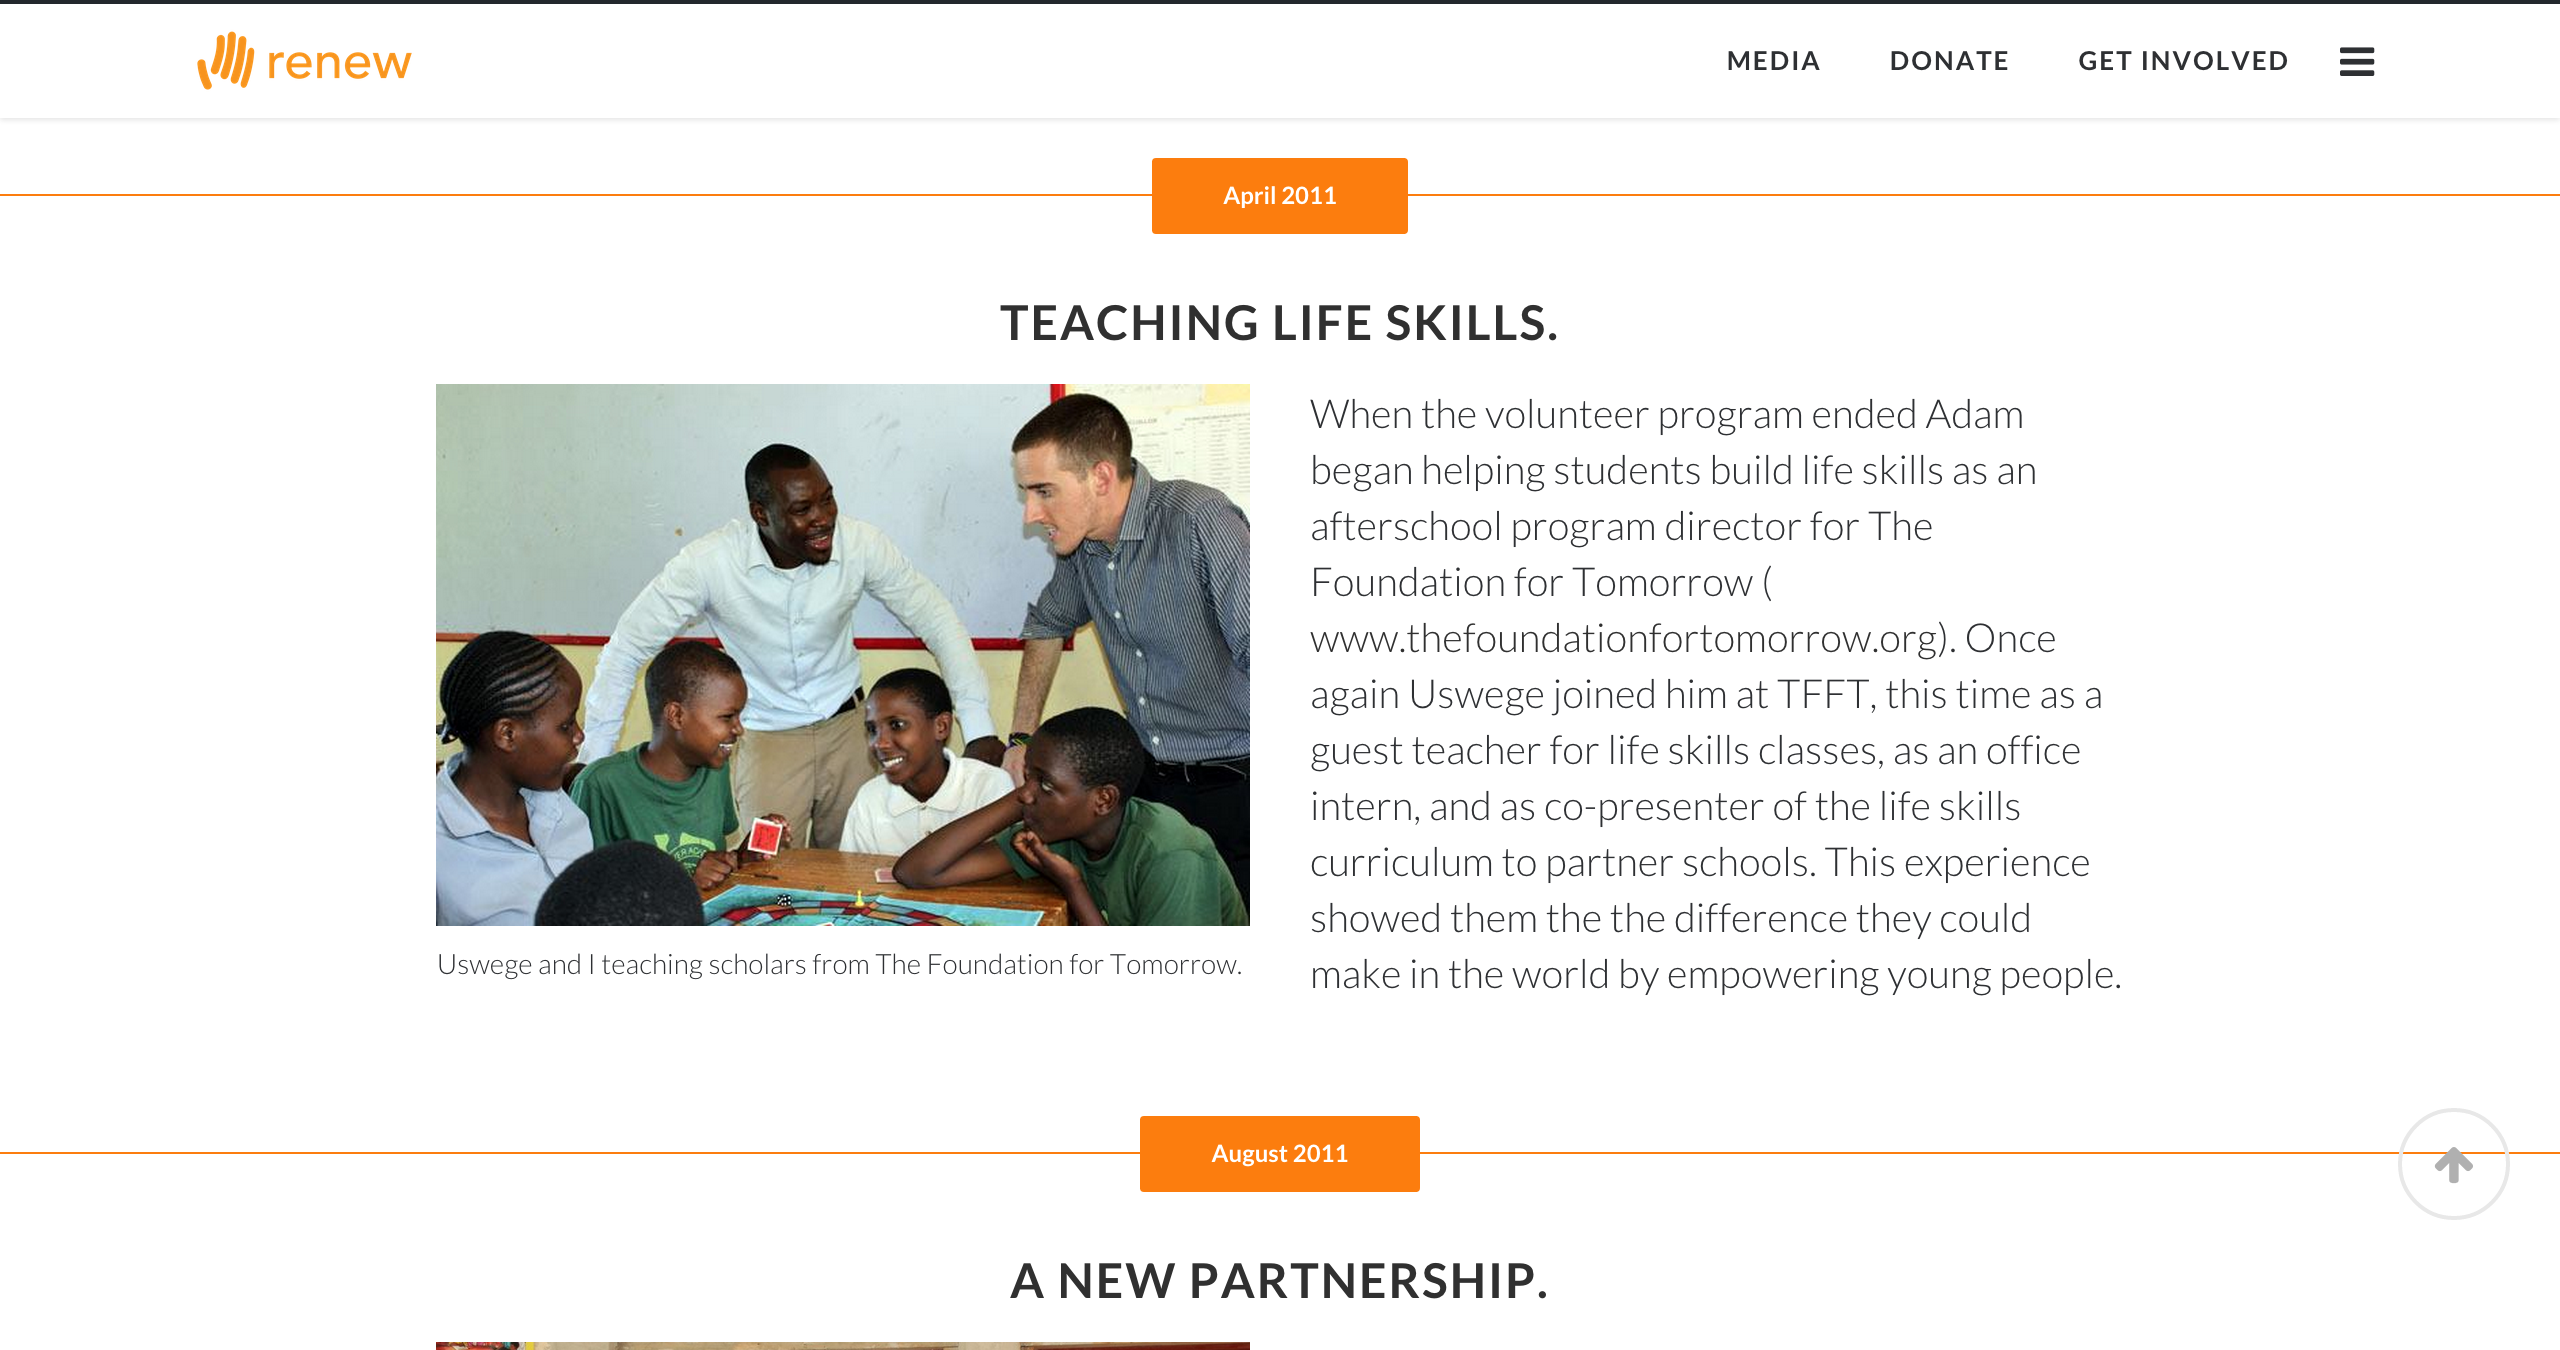 renew
MEDIA DONATE GET INVOLVED
April 2011
TEACHING LIFE SKILLS.
When the volunteer program ended Adam
began helping students build life skills as an
afterschool program director for The
Foundation for Tomorrow (
www.thefoundationfortomorrow.org). Once
again Uswege joined him at TFFT, this time as a
guest teacher for life skills classes, as an office
intern, and as co-presenter of the life skills
curriculum to partner schools. This experience
showed them the the difference they could
make in the world by empowering young people.
Uswege and I teaching scholars from The Foundation for Tomorrow.
August 2011
A NEW PARTNERSHIP.